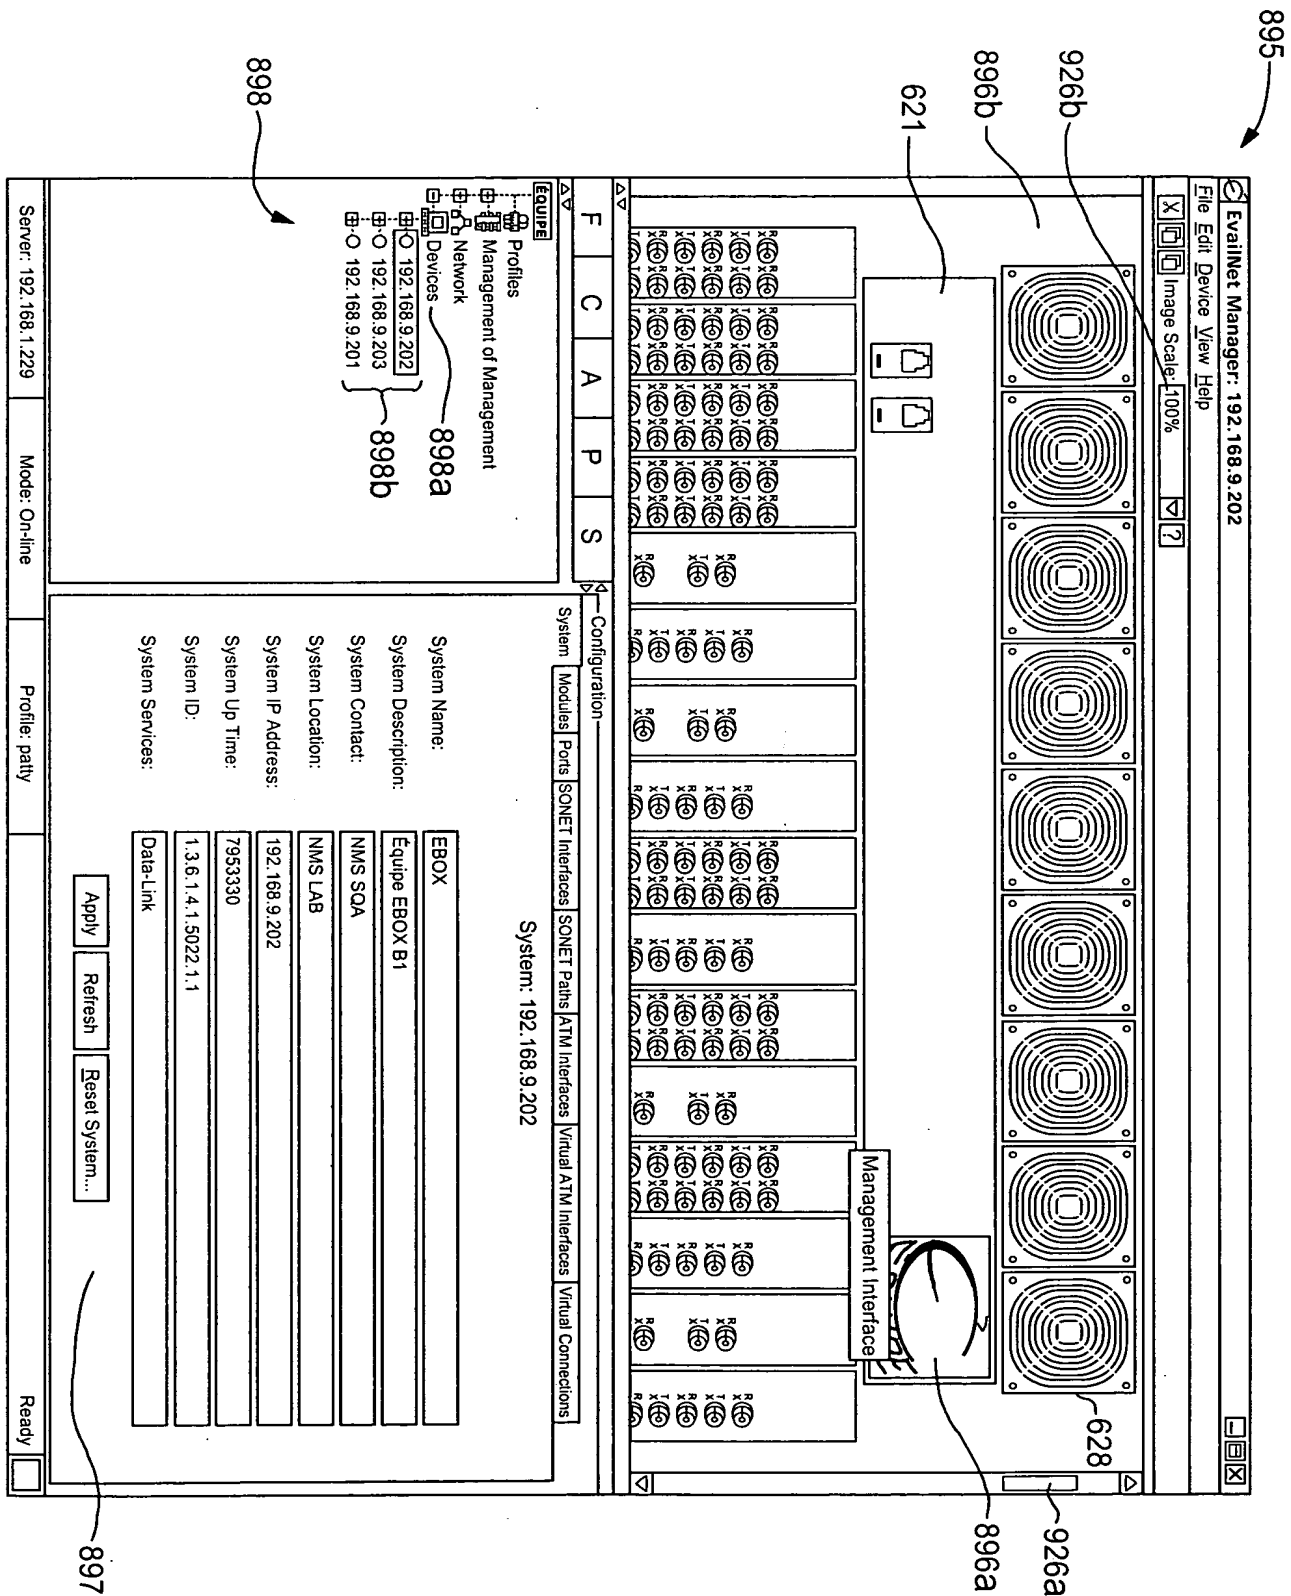 895
926b
896b
621
EvailNet Manager: 192.168.9.202
File Edit Device View Help
Image Scale: 100%
?
628
926a
896a
Management Interface
F C A P S
ÉQUIPE
Profiles
Management of Management
Network
Devices
192.168.9.202
192.168.9.203
192.168.9.201
898a
898b
898
Configuration
System Modules Ports SONET Interfaces SONET Paths ATM Interfaces Virtual ATM Interfaces Virtual Connections
System: 192.168.9.202
System Name: EBOX
System Description: Équipe EBOX B1
System Contact: NMS SQA
System Location: NMS LAB
System IP Address: 192.168.9.202
System Up Time: 7953330
System ID: 1.3.6.1.4.1.5022.1.1
System Services: Data-Link
Apply Refresh Reset System...
897
Server: 192.168.1.229 Mode: On-line Profile: patty Ready